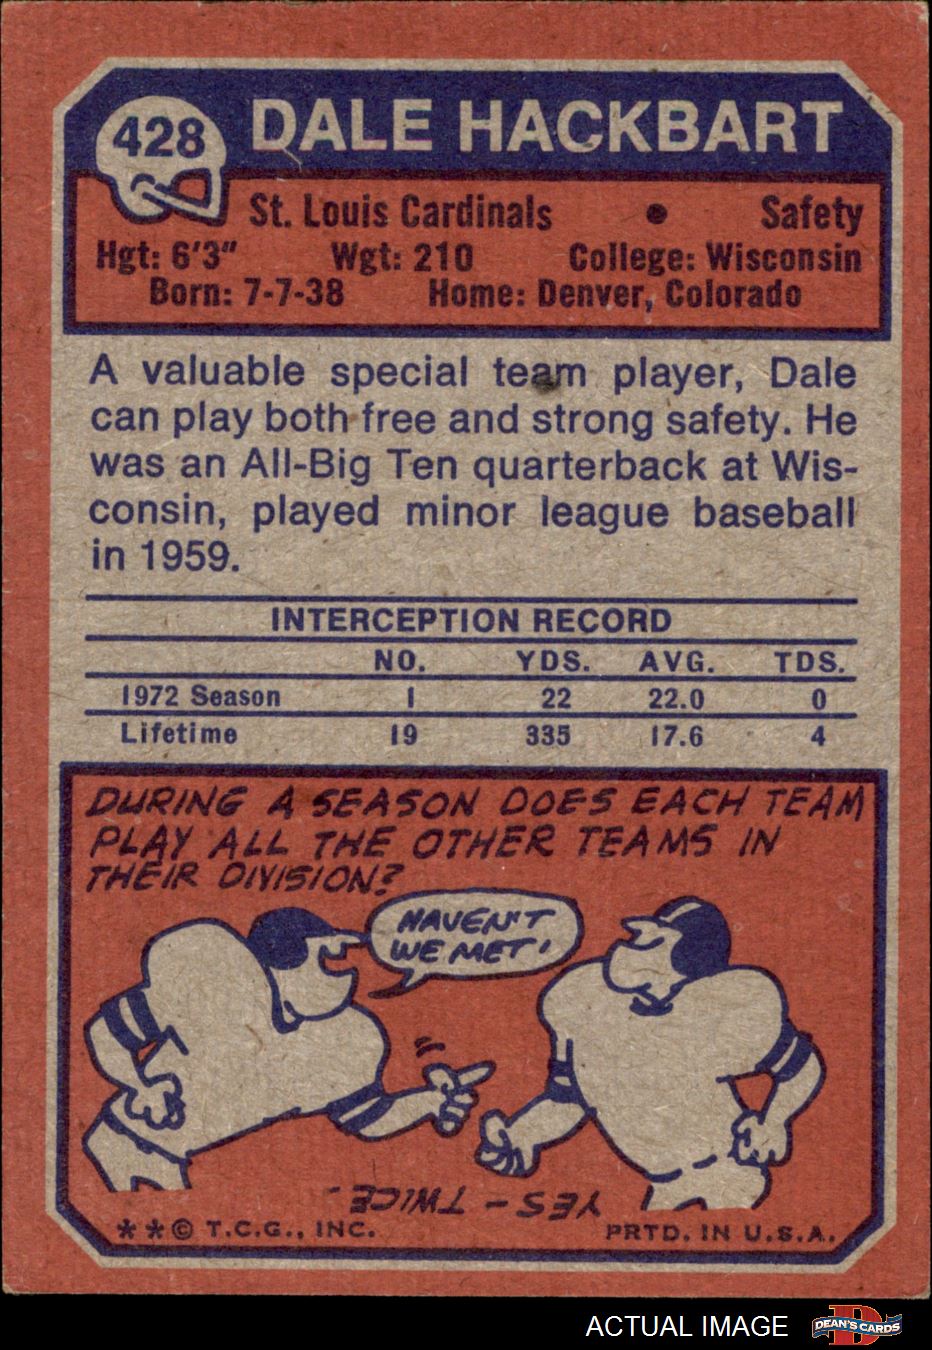 428
DALE HACKBART
St. Louis Cardinals • Safety
Hgt: 6'3" Wgt: 210 College: Wisconsin
Born: 7-7-38 Home: Denver, Colorado
A valuable special team player, Dale
can play both free and strong safety. He
was an All-Big Ten quarterback at Wis-
consin, played minor league baseball
in 1959.
INTERCEPTION RECORD
NO. YDS. AVG. TDS.
1972 Season 1 22 22.0 0
Lifetime 19 335 17.6 4
DURING A SEASON DOES EACH TEAM
PLAY ALL THE OTHER TEAMS IN
THEIR DIVISION?
HAVEN'T
WE MET!
YES - TWICE.
**© T.C.G., INC. PRTD. IN U.S.A.
ACTUAL IMAGE
D
DEAN'S CARDS